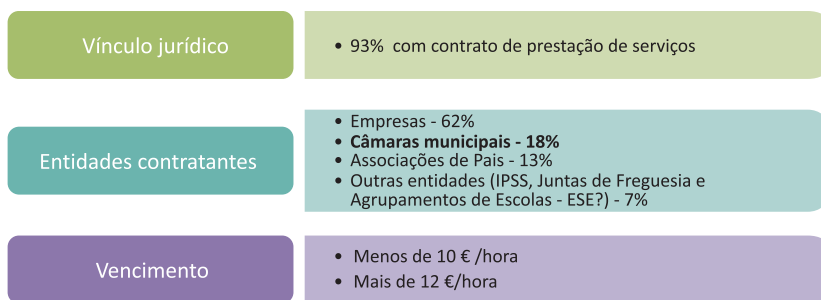 Vínculo jurídico
• 93% com contrato de prestação de serviços
Entidades contratantes
• Empresas - 62%
• Câmaras municipais - 18%
• Associações de Pais - 13%
• Outras entidades (IPSS, Juntas de Freguesia e
Agrupamentos de Escolas - ESE?) - 7%
Vencimento
• Menos de 10 € /hora
• Mais de 12 €/hora